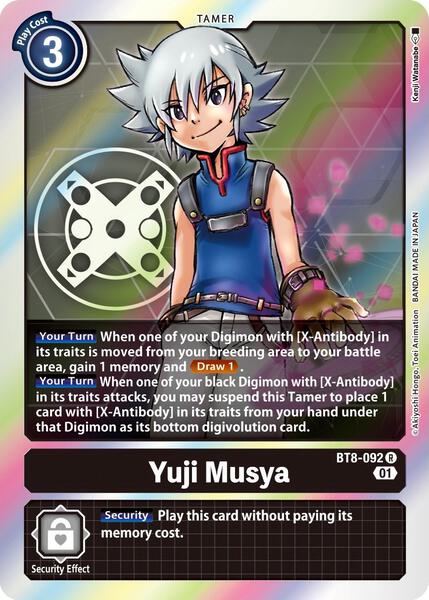 TAMER
Play Cost
3
Kenji Watanabe
©Akiyoshi Hongo, Toei Animation BANDAI MADE IN JAPAN
Your Turn When one of your Digimon with [X-Antibody] in
its traits is moved from your breeding area to your battle
area, gain 1 memory and Draw 1.
Your Turn When one of your black Digimon with [X-Antibody]
in its traits attacks, you may suspend this Tamer to place 1
card with [X-Antibody] in its traits from your hand under
that Digimon as its bottom digivolution card.
BT8-092 R
Yuji Musya
01
Security Play this card without paying its
memory cost.
Security Effect